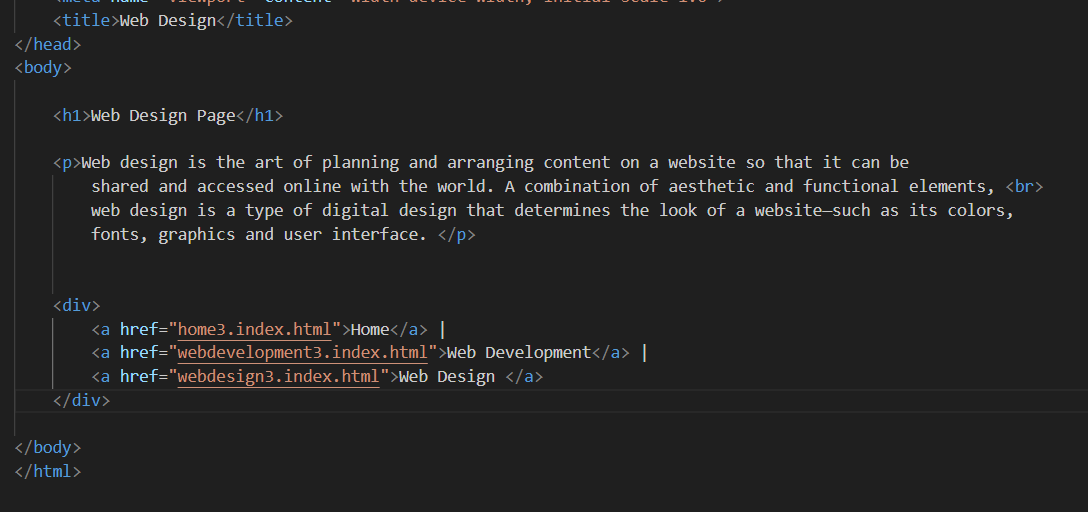 <title>Web Design</title>
</head>
<body>
<h1>Web Design Page</h1>
<p>Web design is the art of planning and arranging content on a website so that it can be
shared and accessed online with the world. A combination of aesthetic and functional elements, <br>
web design is a type of digital design that determines the look of a website—such as its colors,
fonts, graphics and user interface. </p>
<div>
<a href="home3.index.html">Home</a> |
<a href="webdevelopment3.index.html">Web Development</a> |
<a href="webdesign3.index.html">Web Design </a>
</div>
</body>
</html>